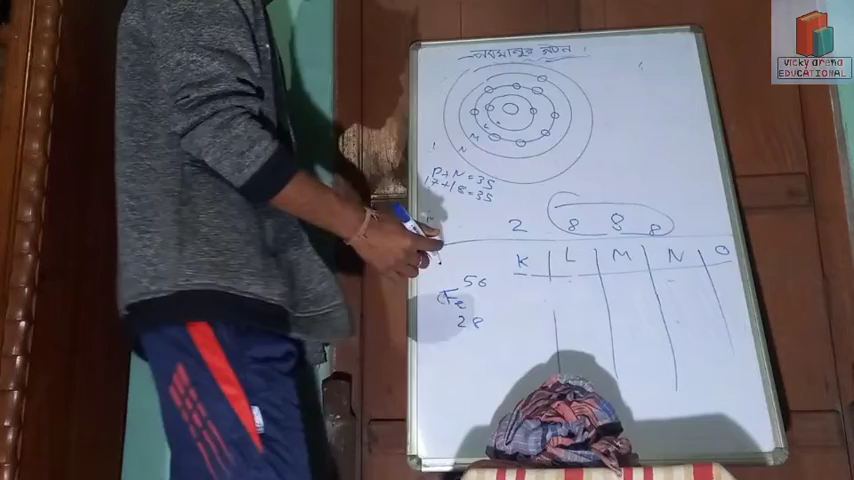 vicky arena
EDUCATIONAL
পরমাণুর গঠন
K
L
M
N
P+N=35
17+18=35
2 8 8 8
K L M N O
56
Fe
28